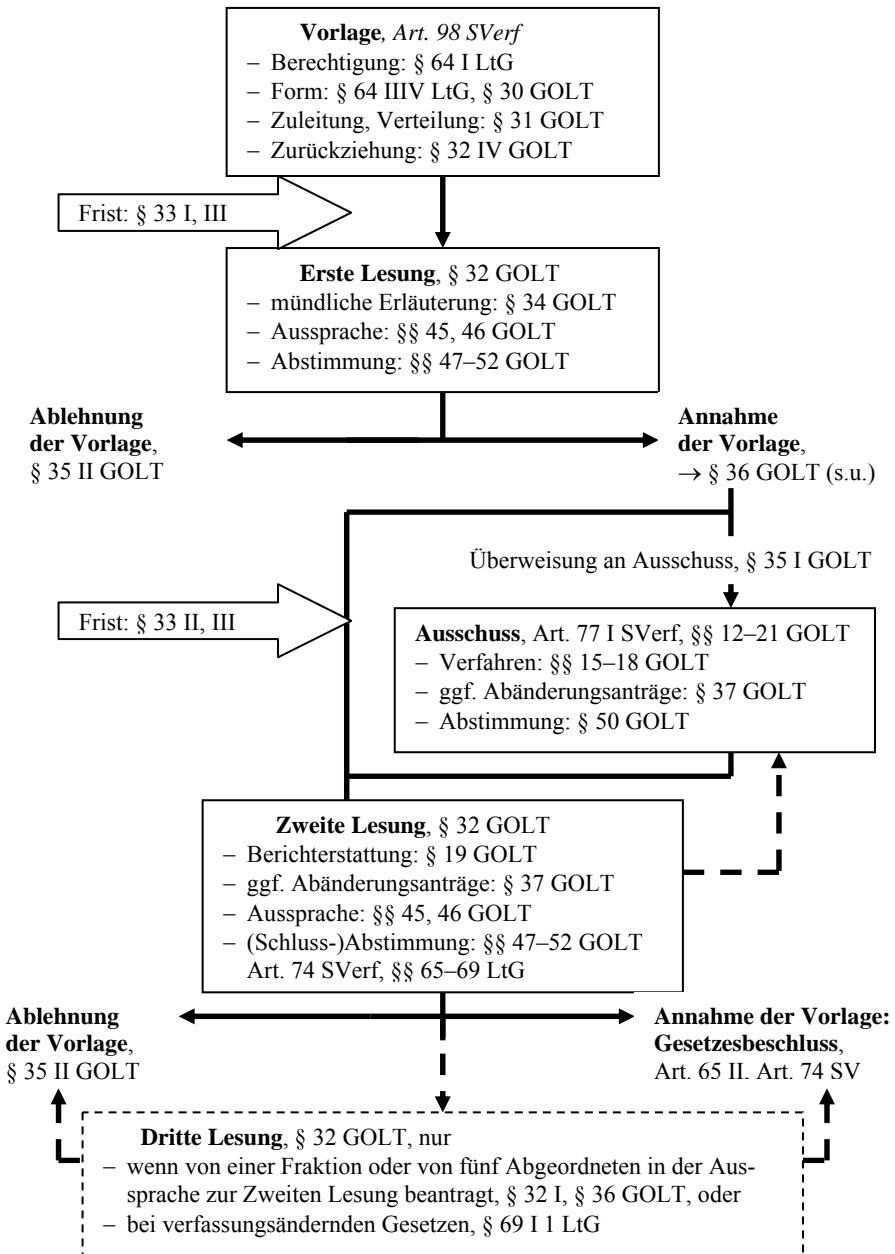 Vorlage, Art. 98 SVerf
– Berechtigung: § 64 I LtG
– Form: § 64 IIIV LtG, § 30 GOLT
– Zuleitung, Verteilung: § 31 GOLT
– Zurückziehung: § 32 IV GOLT
Frist: § 33 I, III
Erste Lesung, § 32 GOLT
– mündliche Erläuterung: § 34 GOLT
– Aussprache: §§ 45, 46 GOLT
– Abstimmung: §§ 47–52 GOLT
Ablehnung
der Vorlage,
§ 35 II GOLT
Annahme
der Vorlage,
→ § 36 GOLT (s.u.)
Überweisung an Ausschuss, § 35 I GOLT
Frist: § 33 II, III
Ausschuss, Art. 77 I SVerf, §§ 12–21 GOLT
– Verfahren: §§ 15–18 GOLT
– ggf. Abänderungsanträge: § 37 GOLT
– Abstimmung: § 50 GOLT
Zweite Lesung, § 32 GOLT
– Berichterstattung: § 19 GOLT
– ggf. Abänderungsanträge: § 37 GOLT
– Aussprache: §§ 45, 46 GOLT
– (Schluss-)Abstimmung: §§ 47–52 GOLT
Art. 74 SVerf, §§ 65–69 LtG
Ablehnung
der Vorlage,
§ 35 II GOLT
Annahme der Vorlage:
Gesetzesbeschluss,
Art. 65 II, Art. 74 SV
Dritte Lesung, § 32 GOLT, nur
– wenn von einer Fraktion oder von fünf Abgeordneten in der Aus-
sprache zur Zweiten Lesung beantragt, § 32 I, § 36 GOLT, oder
– bei verfassungsändernden Gesetzen, § 69 I 1 LtG